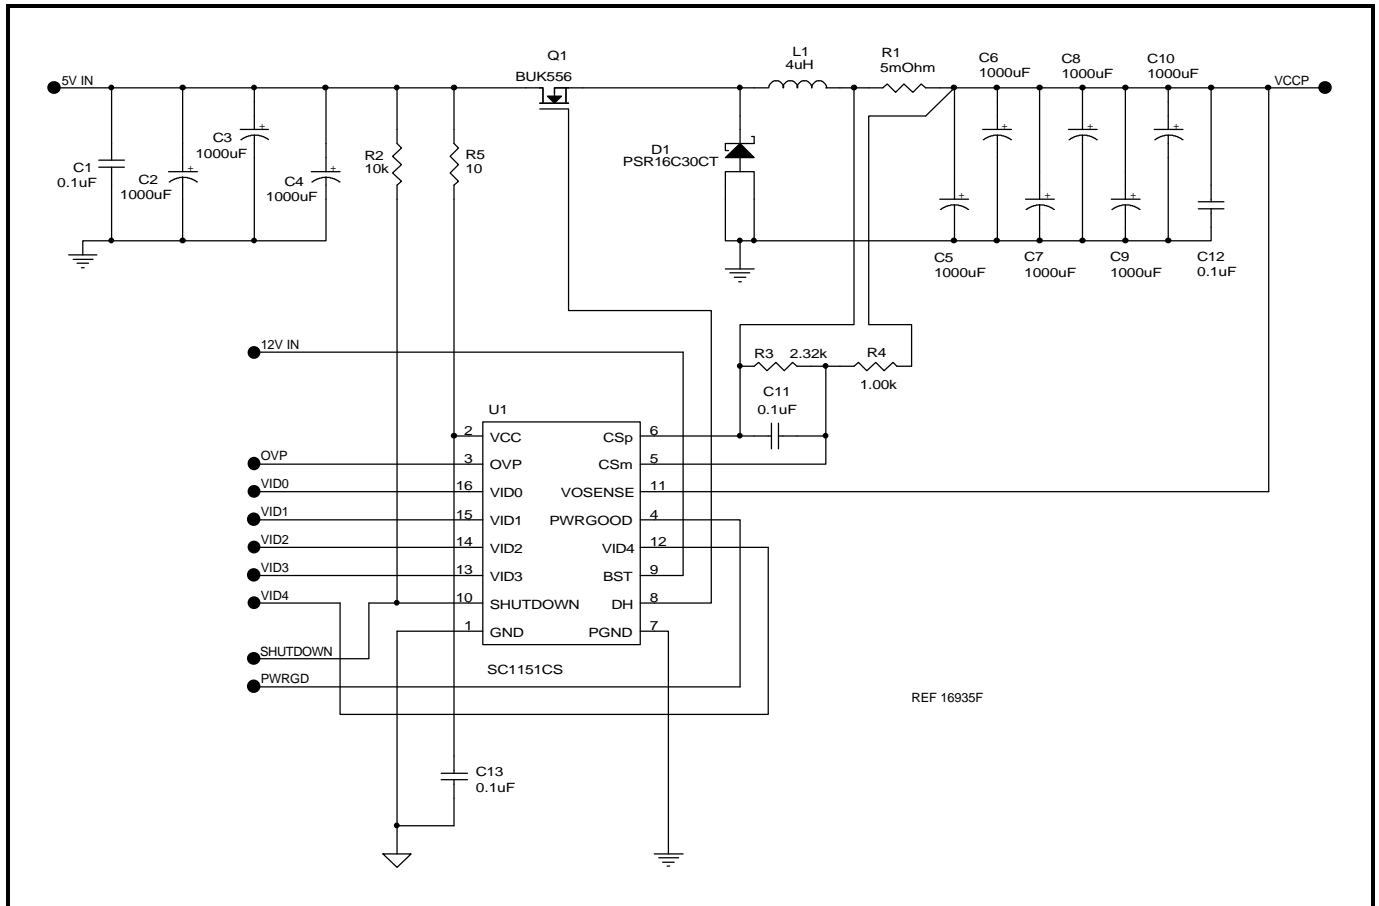 Q1
BUK556
L1
4uH
R1
5mOhm
C6
1000uF
C8
1000uF
C10
1000uF
5V IN
VCCP
C3
1000uF
C1
0.1uF
C2
1000uF
C4
1000uF
R2
10k
R5
10
D1
PSR16C30CT
C5
1000uF
C7
1000uF
C9
1000uF
C12
0.1uF
12V IN
R3 2.32k
R4
1.00k
C11
0.1uF
U1
2 VCC CSp 6
OVP 3 OVP CSm 5
VID0 16 VID0 VOSENSE 11
VID1 15 VID1 PWRGOOD 4
VID2 14 VID2 VID4 12
VID3 13 VID3 BST 9
VID4 10 SHUTDOWN DH 8
1 GND PGND 7
SHUTDOWN
SC1151CS
PWRGD
REF 16935F
C13
0.1uF